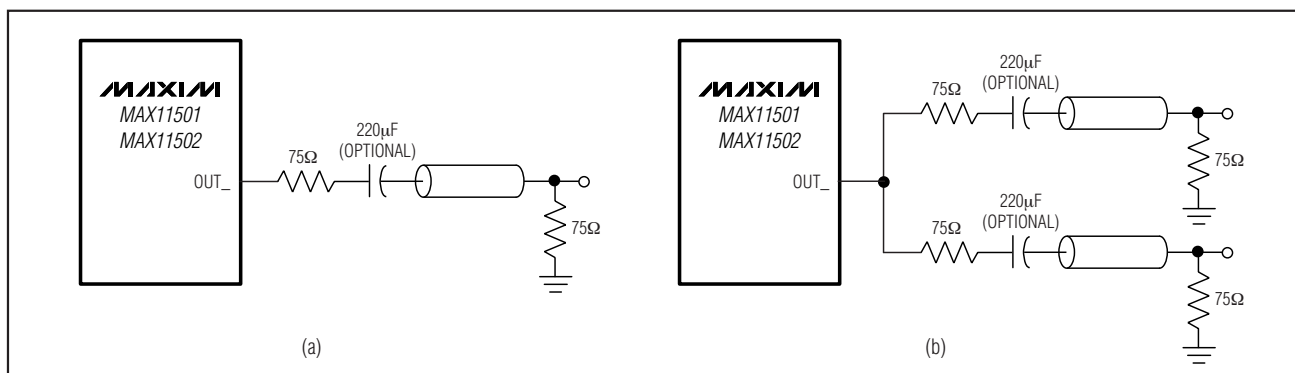 MAXIM
MAX11501
MAX11502
OUT_
75Ω
220µF
(OPTIONAL)
75Ω
(a)
MAXIM
MAX11501
MAX11502
OUT_
75Ω
220µF
(OPTIONAL)
75Ω
75Ω
220µF
(OPTIONAL)
75Ω
(b)